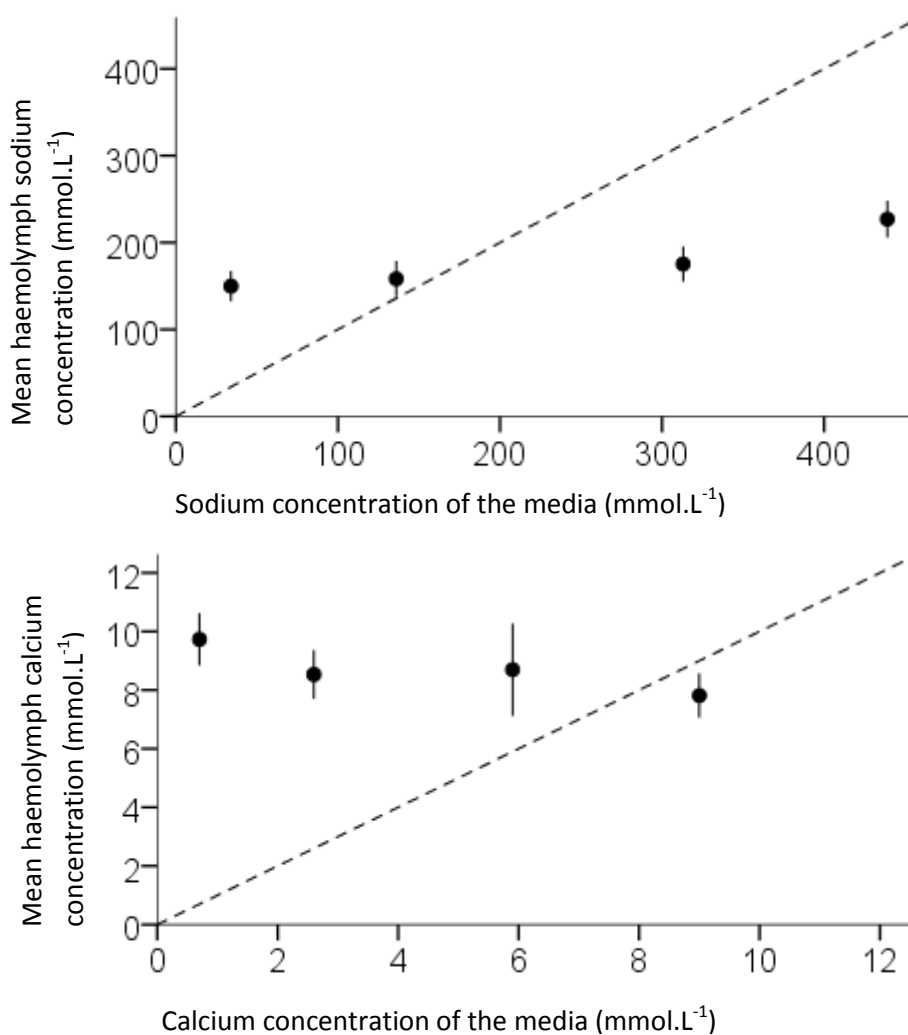 Mean haemolymph sodium
concentration (mmol.L⁻¹)
400
300
200
100
0
0 100 200 300 400
Sodium concentration of the media (mmol.L⁻¹)
Mean haemolymph calcium
concentration (mmol.L⁻¹)
12
10
8
6
4
2
0
0 2 4 6 8 10 12
Calcium concentration of the media (mmol.L⁻¹)